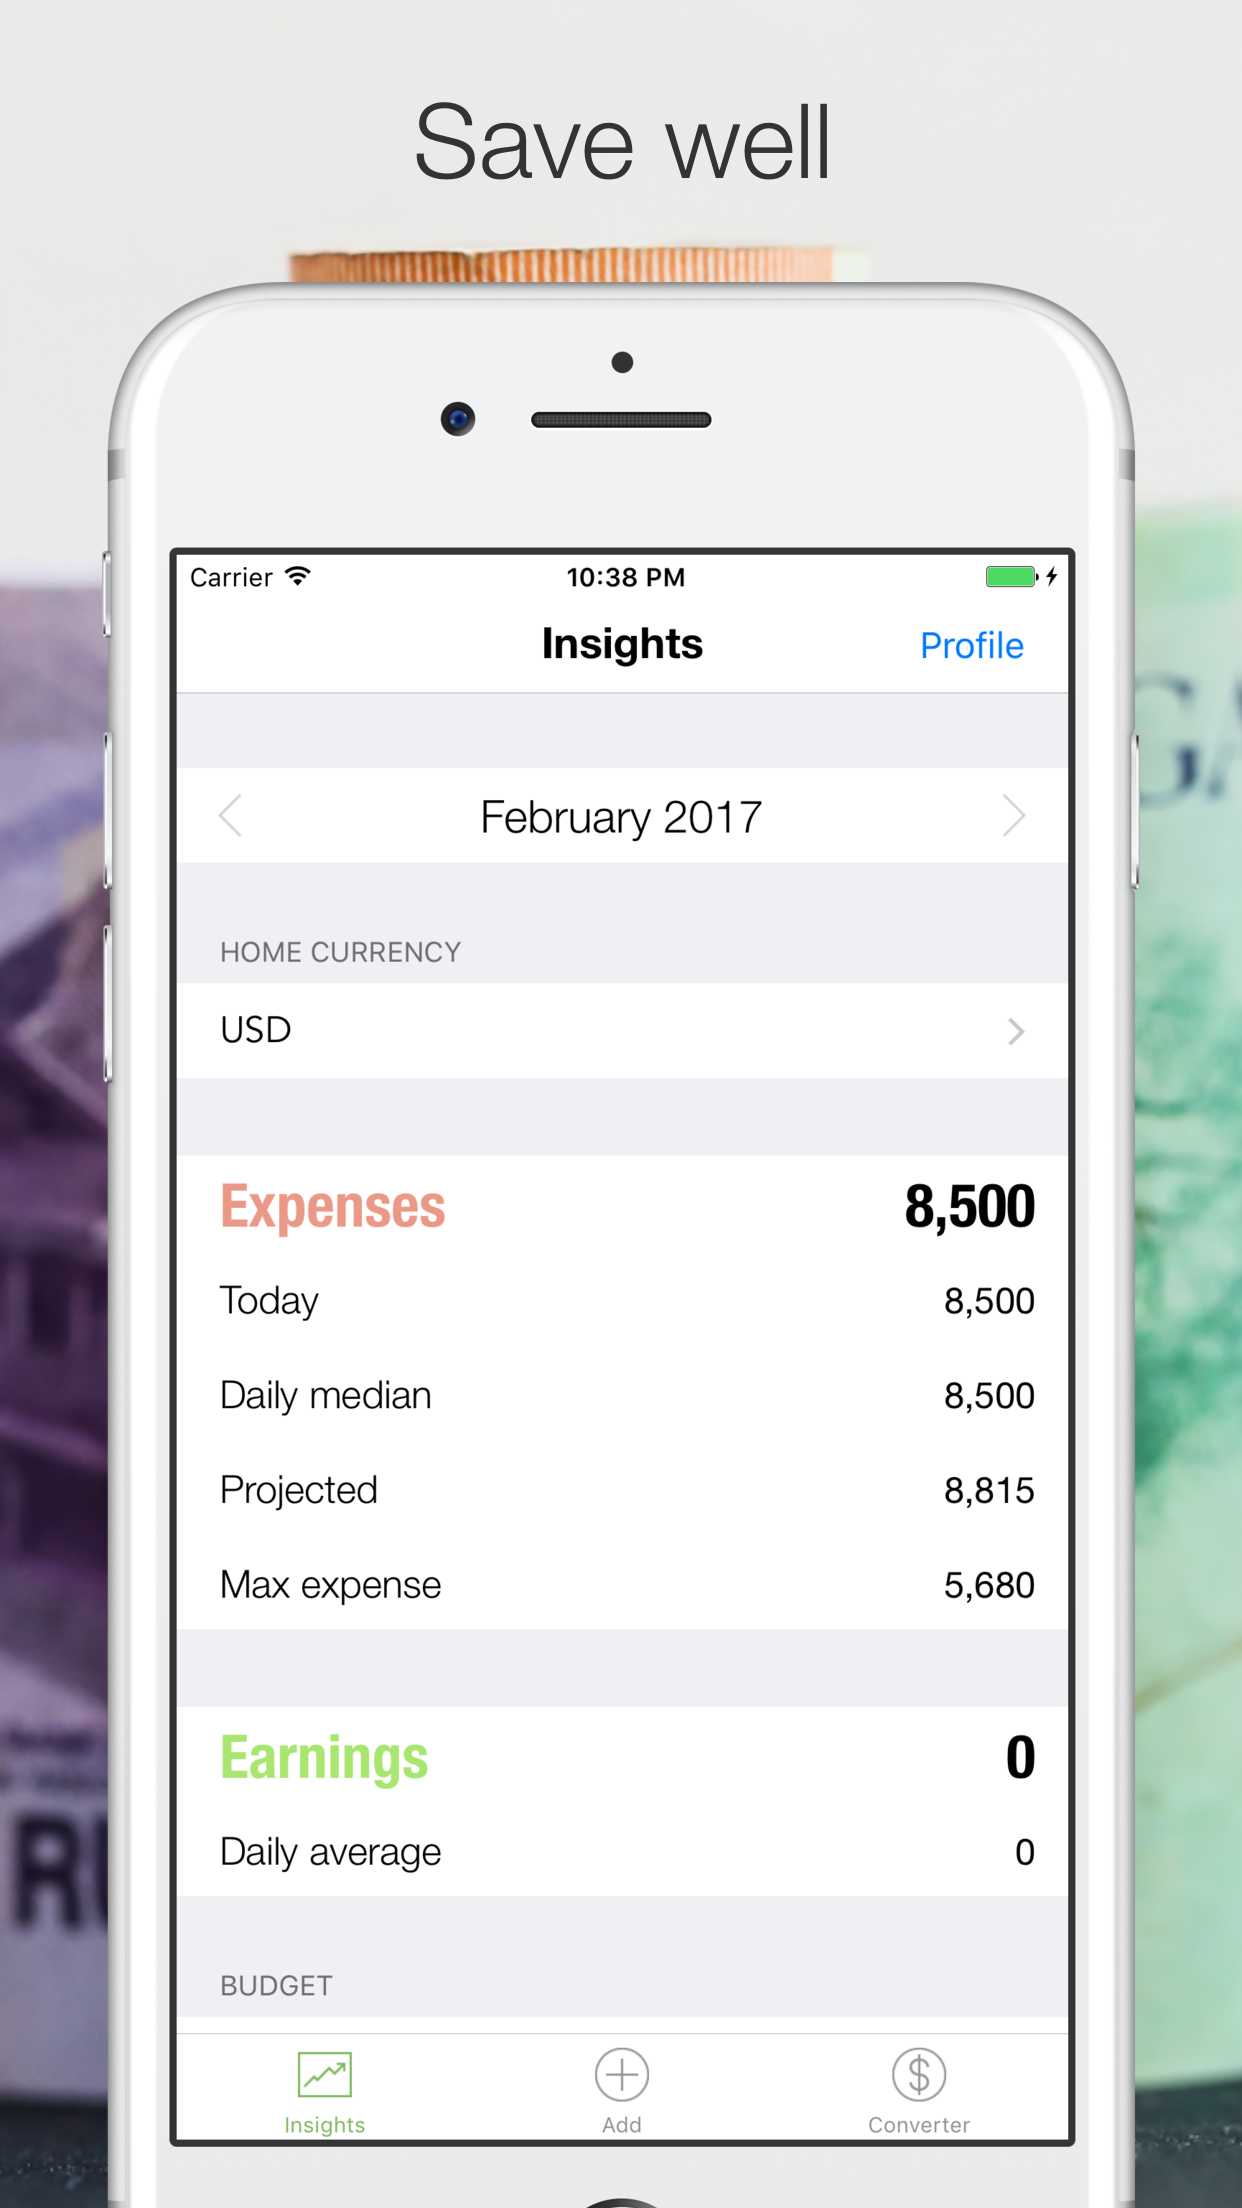 Save well
Carrier 10:38 PM
Insights Profile
February 2017
HOME CURRENCY
USD
Expenses 8,500
Today 8,500
Daily median 8,500
Projected 8,815
Max expense 5,680
Earnings 0
Daily average 0
BUDGET
Insights Add Converter